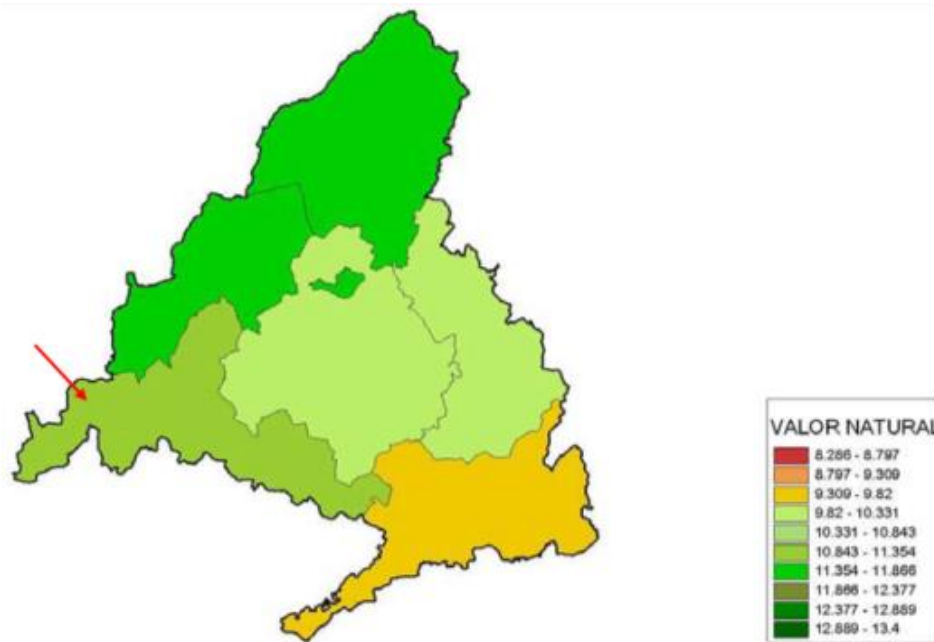 VALOR NATURAL
8.286 - 8.797
8.797 - 9.309
9.309 - 9.82
9.82 - 10.331
10.331 - 10.843
10.843 - 11.354
11.354 - 11.866
11.866 - 12.377
12.377 - 12.889
12.889 - 13.4